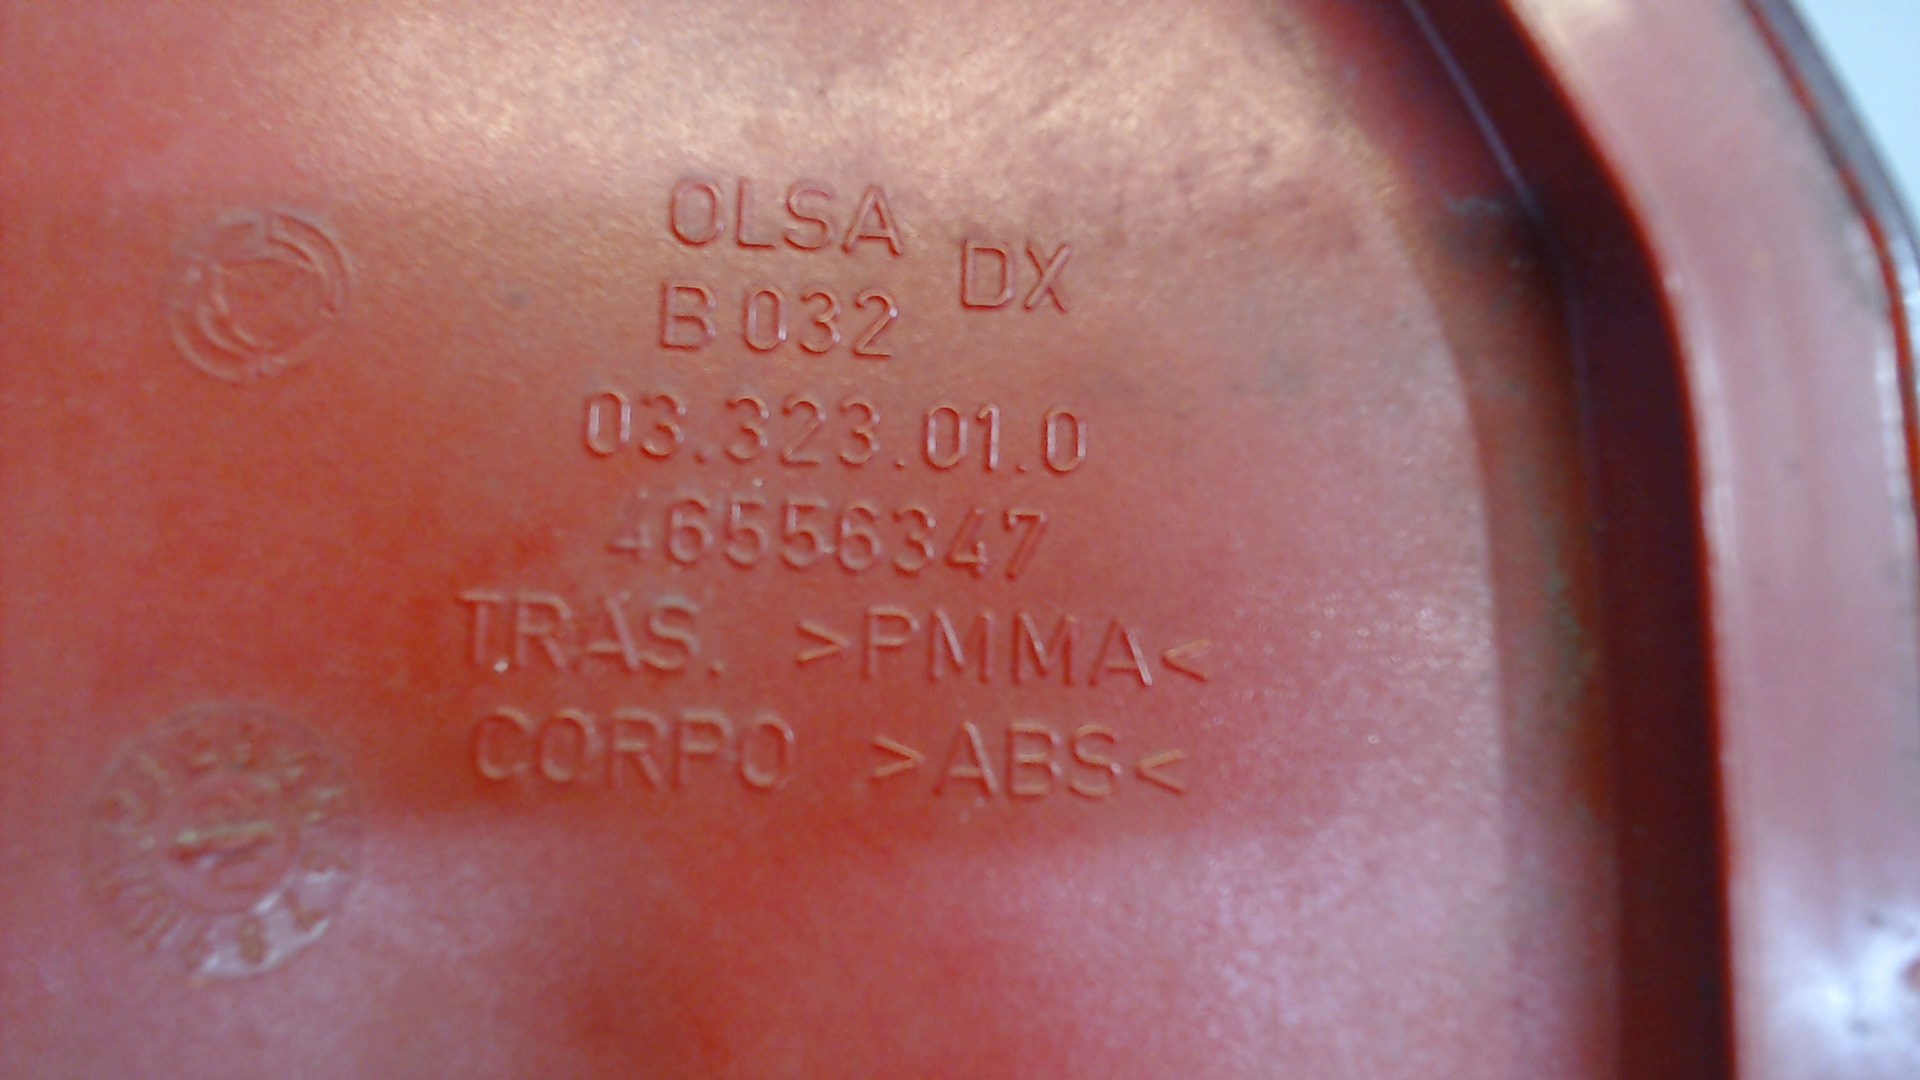 OLSA DX
B 032
03.323.01.0
46556347
TRAS. >PMMA<
CORPO >ABS<